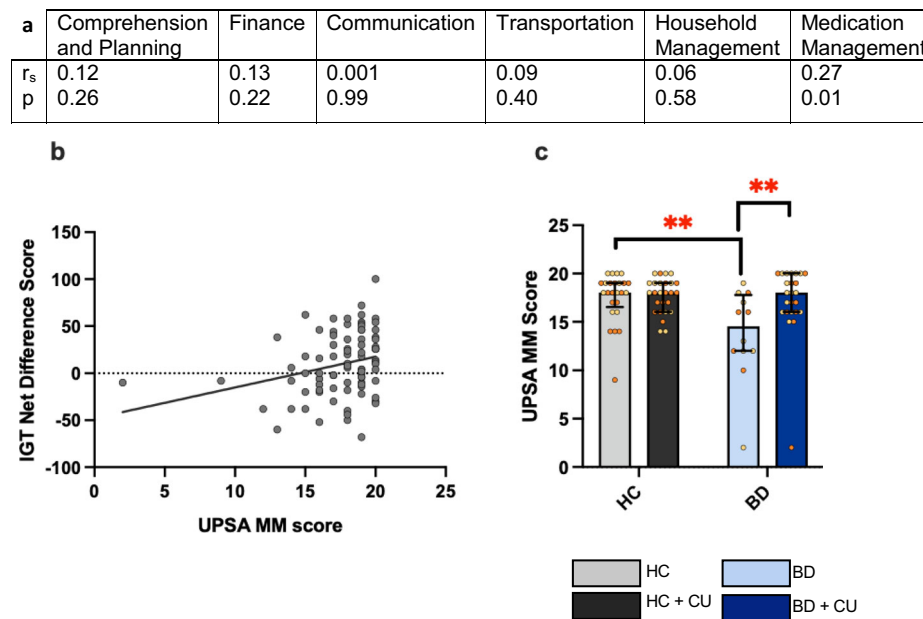 a
Comprehension and Planning
Finance
Communication
Transportation
Household Management
Medication Management
rs 0.12 0.13 0.001 0.09 0.06 0.27
p 0.26 0.22 0.99 0.40 0.58 0.01
b
IGT Net Difference Score
150
100
50
0
-50
-100
0 5 10 15 20 25
UPSA MM score
c
**
**
UPSA MM Score
25
20
15
10
5
0
HC BD
HC BD
HC + CU BD + CU